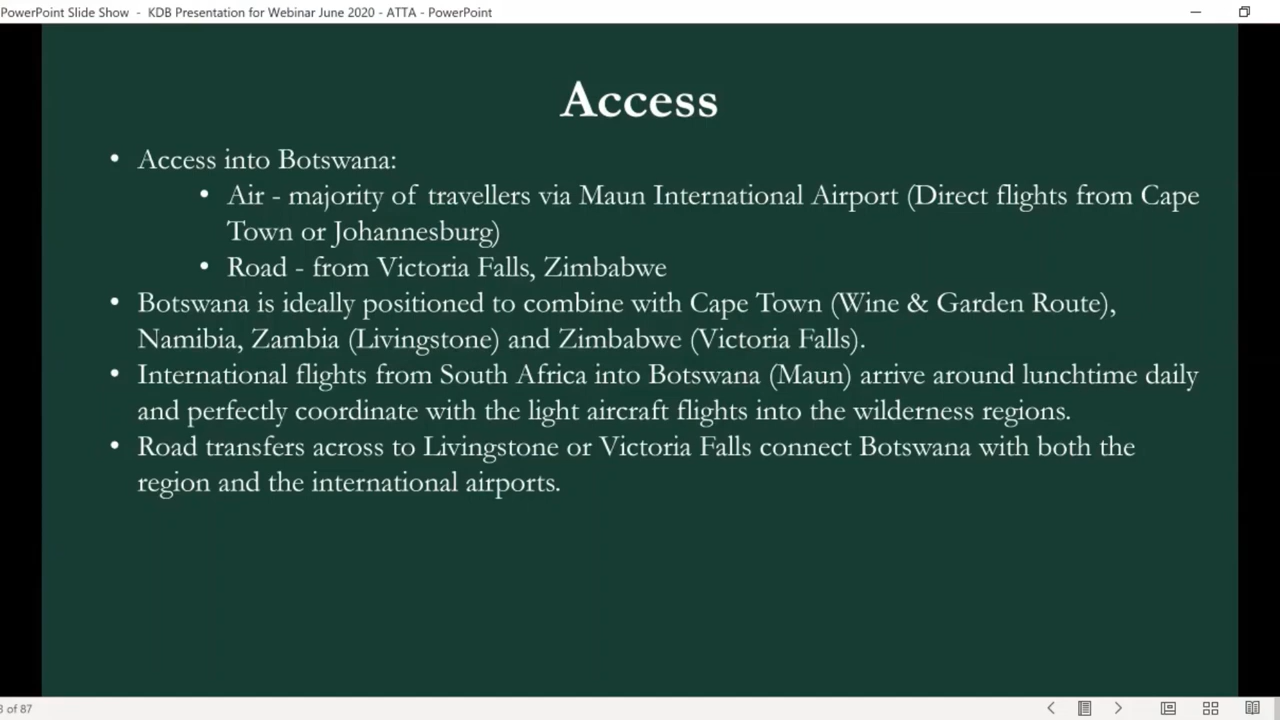 PowerPoint Slide Show - KDB Presentation for Webinar June 2020 - ATTA - PowerPoint
Access
• Access into Botswana:
• Air - majority of travellers via Maun International Airport (Direct flights from Cape
Town or Johannesburg)
• Road - from Victoria Falls, Zimbabwe
• Botswana is ideally positioned to combine with Cape Town (Wine & Garden Route),
Namibia, Zambia (Livingstone) and Zimbabwe (Victoria Falls).
• International flights from South Africa into Botswana (Maun) arrive around lunchtime daily
and perfectly coordinate with the light aircraft flights into the wilderness regions.
• Road transfers across to Livingstone or Victoria Falls connect Botswana with both the
region and the international airports.
of 87